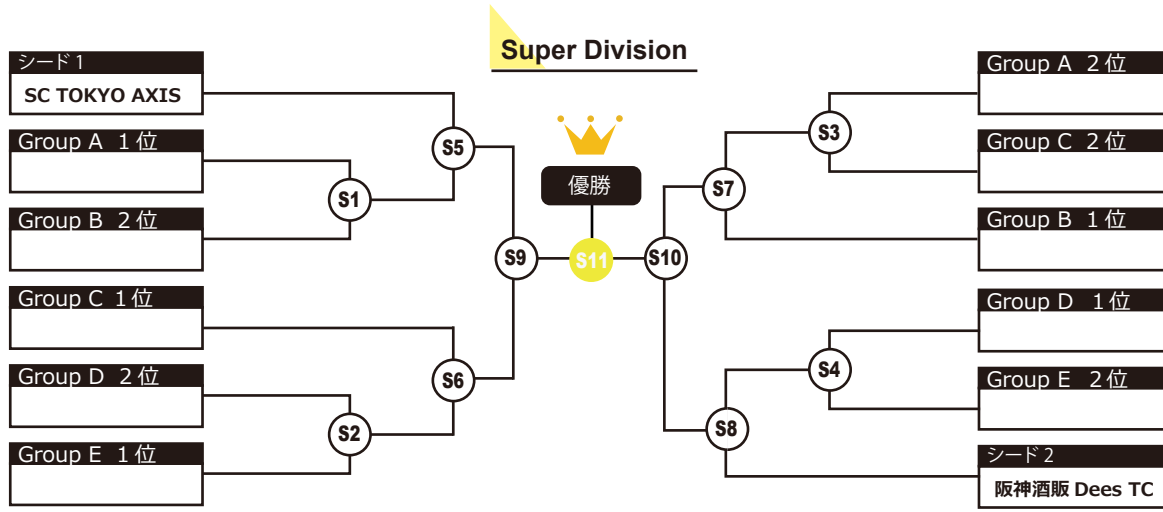 Super Division
シード 1
SC TOKYO AXIS
Group A 1 位
Group B 2 位
Group C 1 位
Group D 2 位
Group E 1 位
S1
S2
S5
S6
S9
優勝
S11
S10
S7
S8
S3
S4
Group A 2 位
Group C 2 位
Group B 1 位
Group D 1 位
Group E 2 位
シード 2
阪神酒販 Dees TC